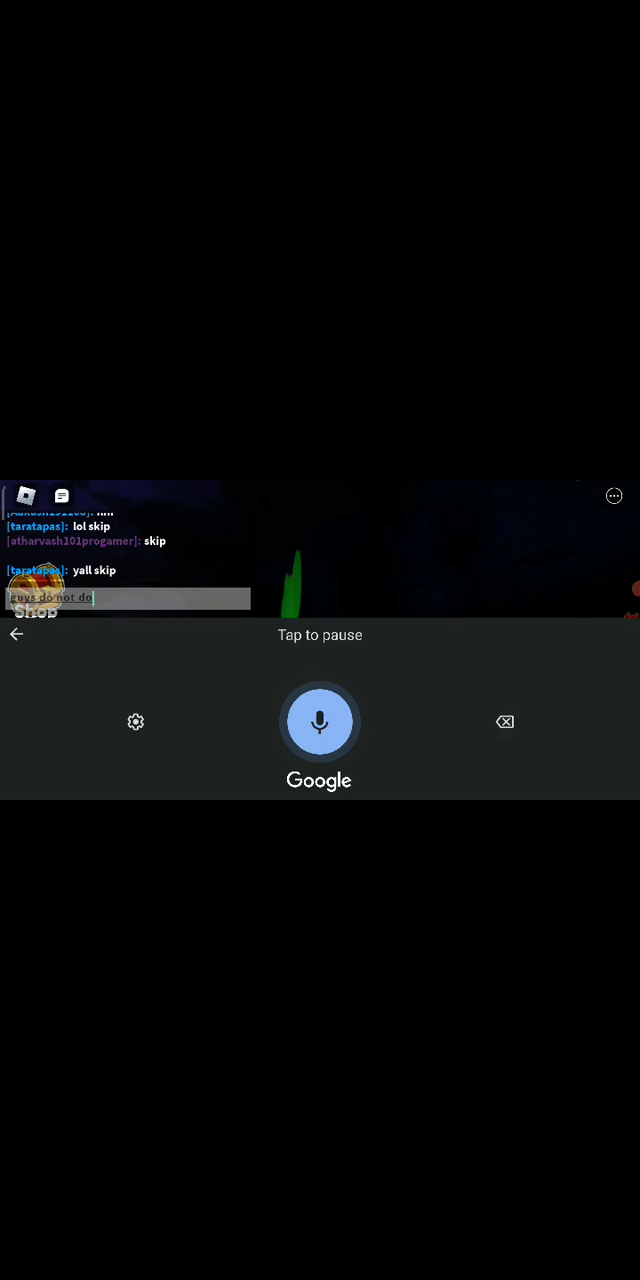 [taratapas]: lol skip
[atharvash101progamer]: skip
[taratapas]: yall skip
guys do not do
Shop
Tap to pause
Google